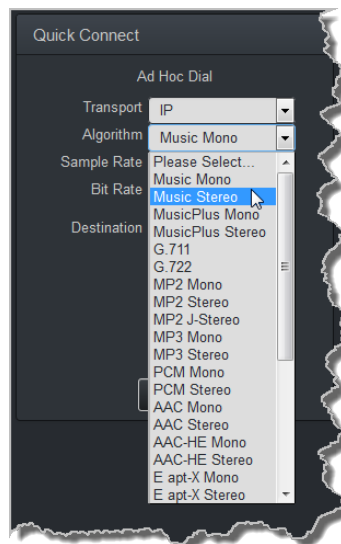 Quick Connect
Ad Hoc Dial
Transport IP
Algorithm Music Mono
Sample Rate Please Select...
Music Mono
Bit Rate Music Stereo
MusicPlus Mono
Destination MusicPlus Stereo
G.711
G.722
MP2 Mono
MP2 Stereo
MP2 J-Stereo
MP3 Mono
MP3 Stereo
PCM Mono
PCM Stereo
AAC Mono
AAC Stereo
AAC-HE Mono
AAC-HE Stereo
E apt-X Mono
E apt-X Stereo